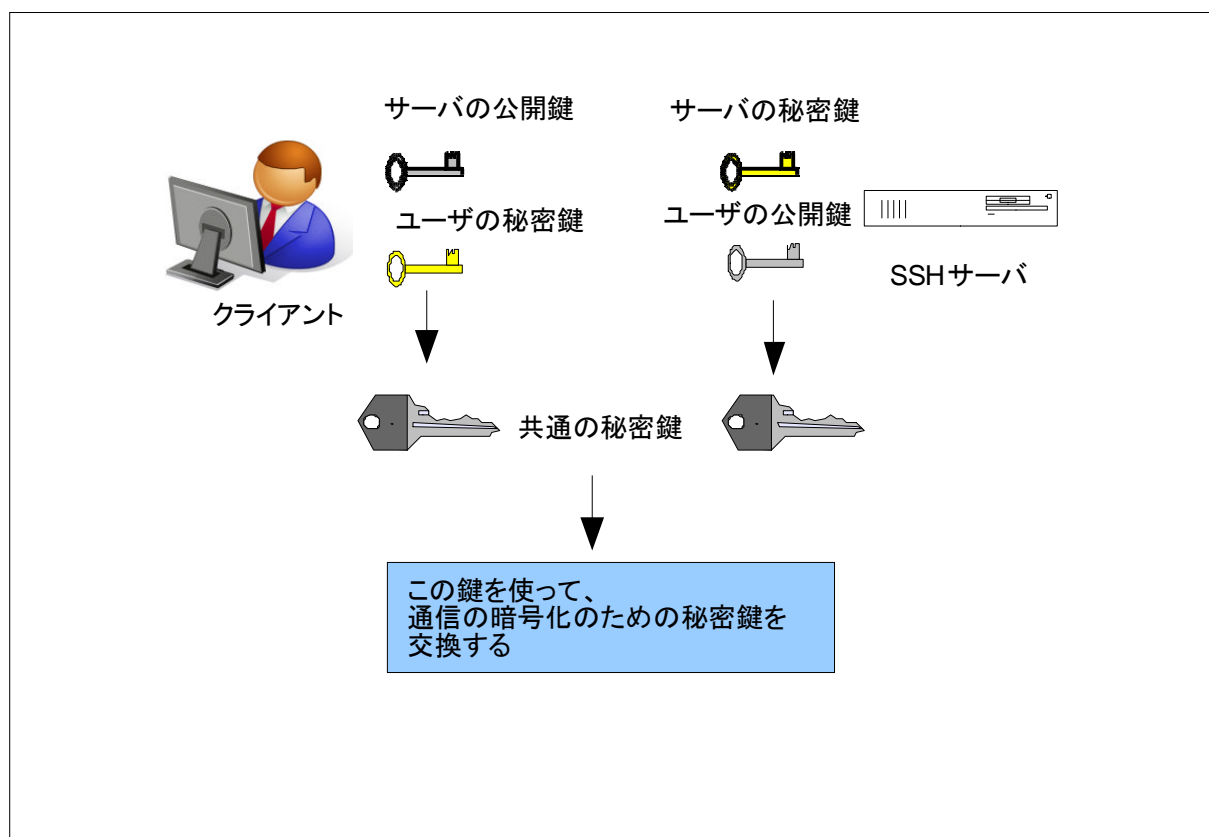 サーバの公開鍵
サーバの秘密鍵
ユーザの秘密鍵
ユーザの公開鍵
クライアント
SSHサーバ
共通の秘密鍵
この鍵を使って、
通信の暗号化のための秘密鍵を
交換する